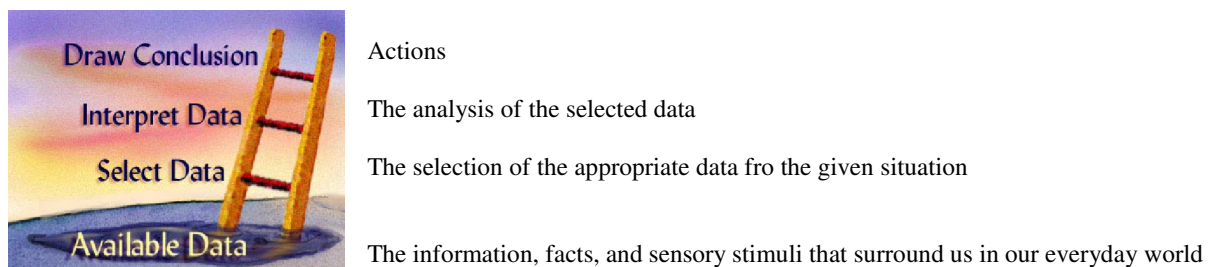 Draw Conclusion
Actions
Interpret Data
The analysis of the selected data
Select Data
The selection of the appropriate data fro the given situation
Available Data
The information, facts, and sensory stimuli that surround us in our everyday world